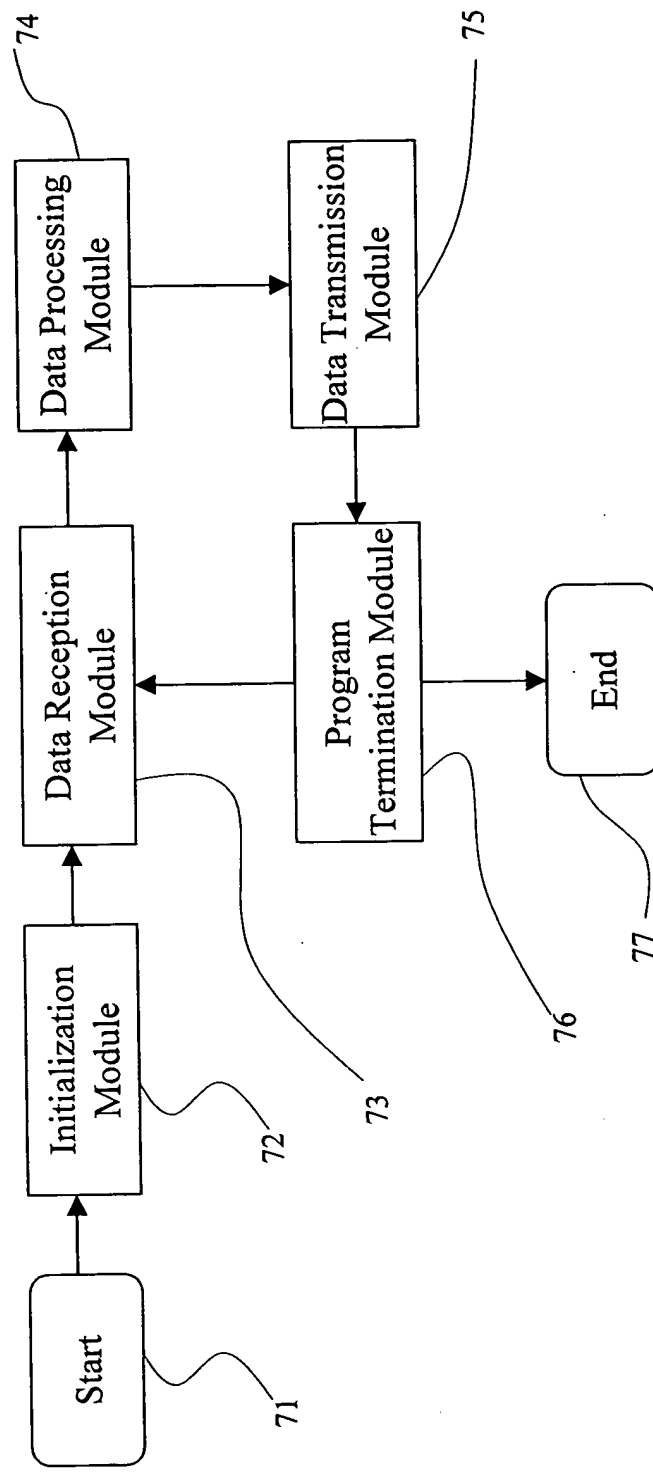 Start
71
Initialization
Module
72
Data Reception
Module
73
Data Processing
Module
74
Data Transmission
Module
75
Program
Termination Module
76
End
77